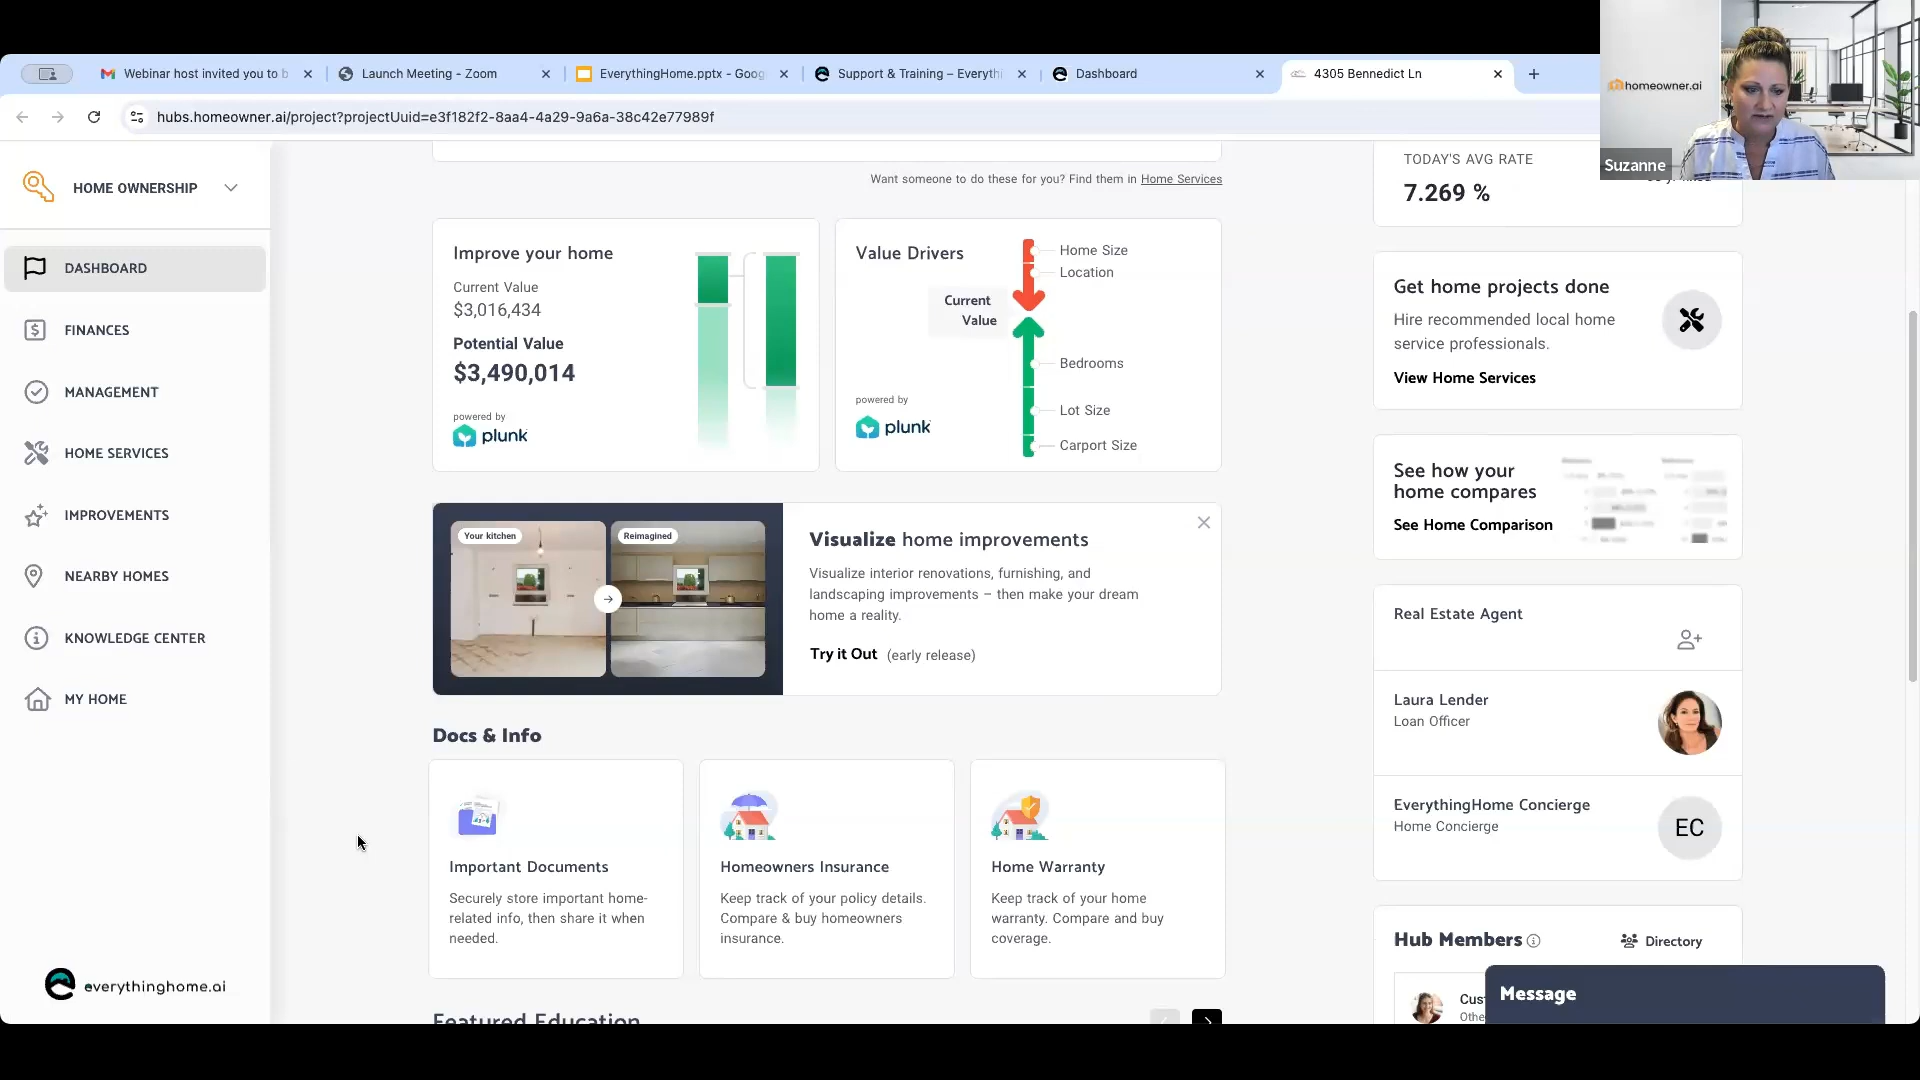 Webinar host invited you to b
Launch Meeting - Zoom
EverythingHome.pptx - Goog
Support & Training – Everythi
Dashboard
4305 Bennedict Ln
hubs.homeowner.ai/project?projectUuid=e3f182f2-8aa4-4a29-9a6a-38c42e77989f
homeowner.ai
Suzanne
HOME OWNERSHIP
DASHBOARD
FINANCES
MANAGEMENT
HOME SERVICES
IMPROVEMENTS
NEARBY HOMES
KNOWLEDGE CENTER
MY HOME
everythinghome.ai
Want someone to do these for you? Find them in Home Services
Improve your home
Current Value
$3,016,434
Potential Value
$3,490,014
powered by
plunk
Value Drivers
Current
Value
Home Size
Location
Bedrooms
Lot Size
Carport Size
powered by
plunk
Your kitchen
Reimagined
Visualize home improvements
Visualize interior renovations, furnishing, and
landscaping improvements – then make your dream
home a reality.
Try it Out (early release)
Docs & Info
Important Documents
Securely store important home-
related info, then share it when
needed.
Homeowners Insurance
Keep track of your policy details.
Compare & buy homeowners
insurance.
Home Warranty
Keep track of your home
warranty. Compare and buy
coverage.
Featured Education
TODAY'S AVG RATE
7.269 %
Get home projects done
Hire recommended local home
service professionals.
View Home Services
See how your
home compares
See Home Comparison
Real Estate Agent
Laura Lender
Loan Officer
EverythingHome Concierge
Home Concierge
EC
Hub Members
Directory
Cus
Othe
Message